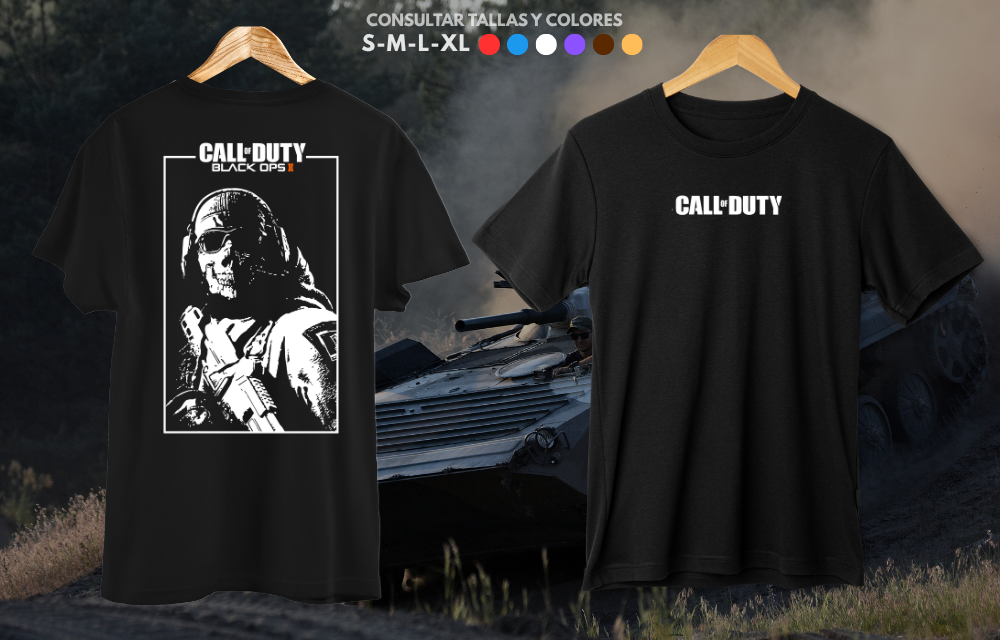 CONSULTAR TALLAS Y COLORES
S-M-L-XL
CALL OF DUTY
BLACK OPS II
CALL OF DUTY